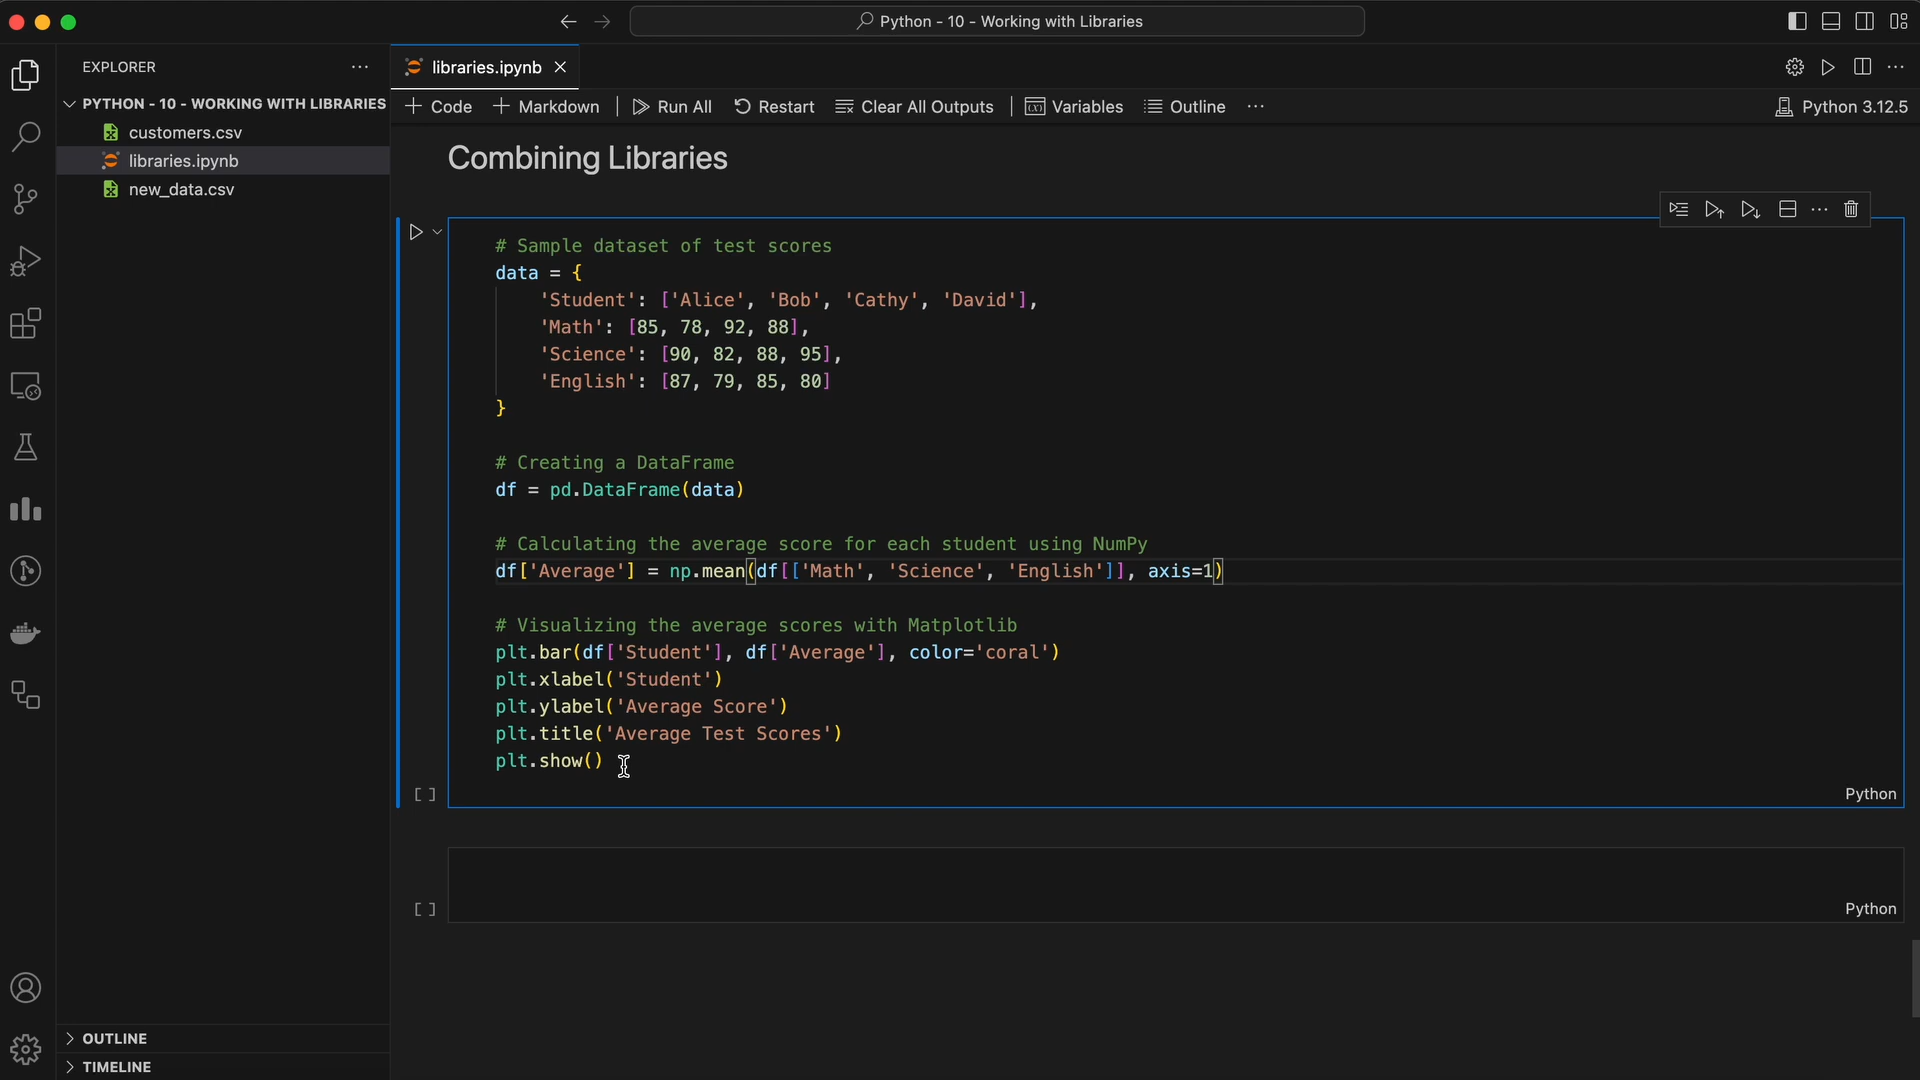 Python - 10 - Working with Libraries
EXPLORER
PYTHON - 10 - WORKING WITH LIBRARIES
customers.csv
libraries.ipynb
new_data.csv
libraries.ipynb
Code
Markdown
Run All
Restart
Clear All Outputs
Variables
Outline
Python 3.12.5
Combining Libraries
# Sample dataset of test scores
data = {
    'Student': ['Alice', 'Bob', 'Cathy', 'David'],
    'Math': [85, 78, 92, 88],
    'Science': [90, 82, 88, 95],
    'English': [87, 79, 85, 80]
}
# Creating a DataFrame
df = pd.DataFrame(data)
# Calculating the average score for each student using NumPy
df['Average'] = np.mean(df[['Math', 'Science', 'English']], axis=1)
# Visualizing the average scores with Matplotlib
plt.bar(df['Student'], df['Average'], color='coral')
plt.xlabel('Student')
plt.ylabel('Average Score')
plt.title('Average Test Scores')
plt.show()
[ ]
Python
[ ]
Python
OUTLINE
TIMELINE